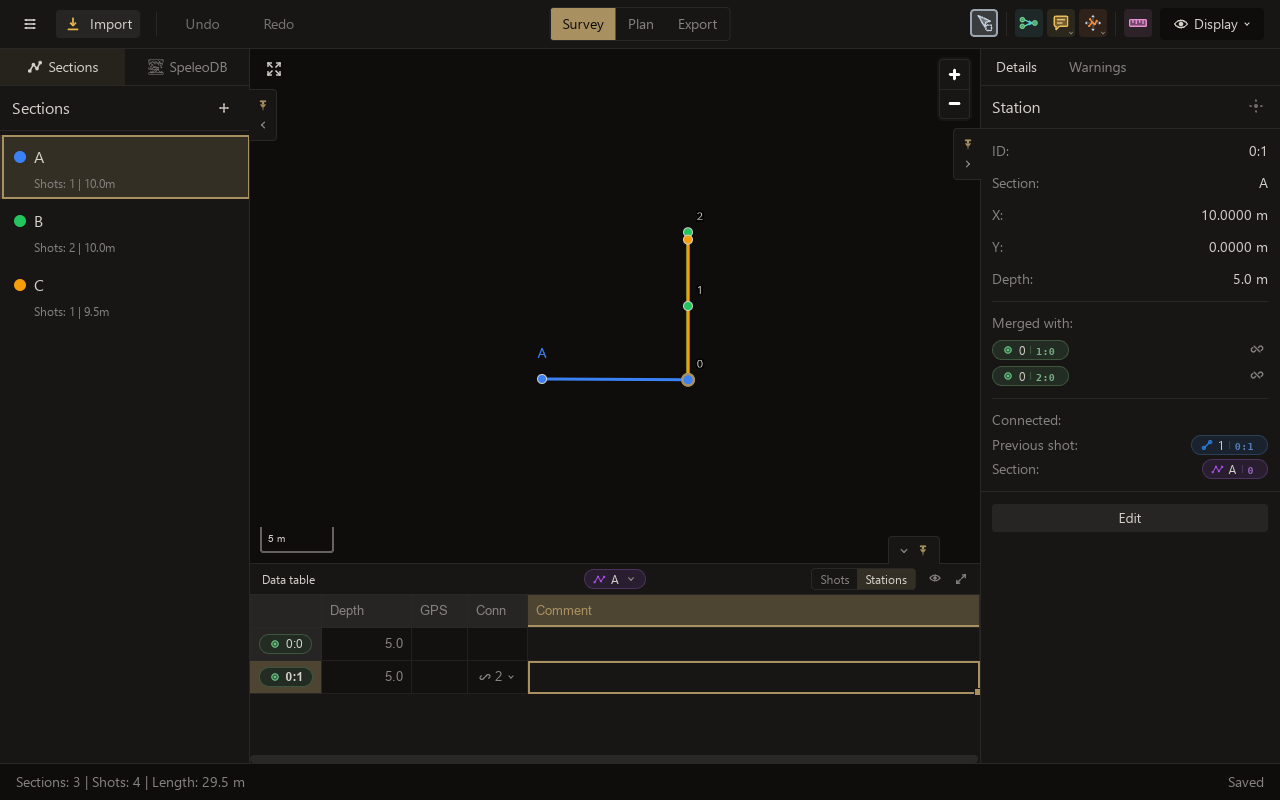 Import
Undo
Redo
Survey
Plan
Export
Display
Sections
SpeleoDB
Sections
A
Shots: 1 | 10.0m
B
Shots: 2 | 10.0m
C
Shots: 1 | 9.5m
2
1
0
A
5 m
Details
Warnings
Station
ID: 0:1
Section: A
X: 10.0000 m
Y: 0.0000 m
Depth: 5.0 m
Merged with:
0 | 1:0
0 | 2:0
Connected:
Previous shot: 1 | 0:1
Section: A | 0
Edit
Data table
A
Shots
Stations
Depth GPS Conn Comment
0:0 5.0
0:1 5.0 2
Sections: 3 | Shots: 4 | Length: 29.5 m
Saved